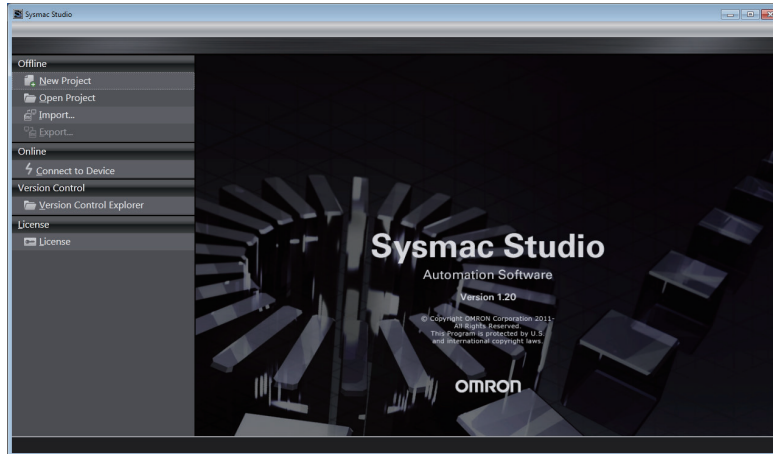 Sysmac Studio
Offline
New Project
Open Project
Import...
Export...
Online
Connect to Device
Version Control
Version Control Explorer
License
License
Sysmac Studio
Automation Software
Version 1.20
© Copyright OMRON Corporation 2011-
All Rights Reserved.
This Program is protected by U.S.
and international copyright laws.
OMRON